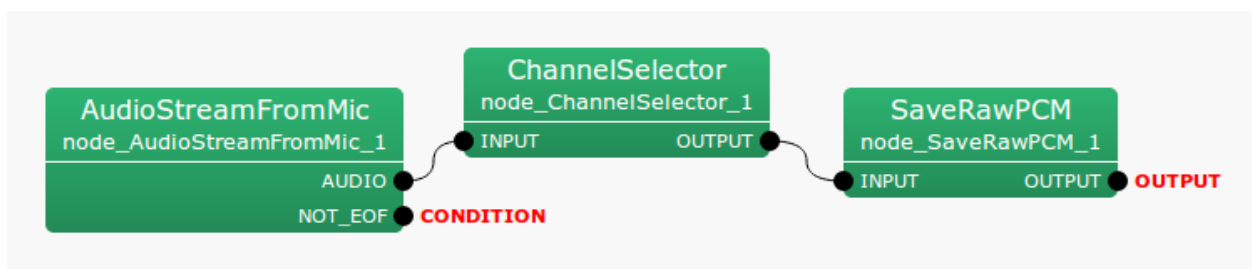 AudioStreamFromMic
node_AudioStreamFromMic_1
AUDIO
NOT_EOF CONDITION
ChannelSelector
node_ChannelSelector_1
INPUT OUTPUT
SaveRawPCM
node_SaveRawPCM_1
INPUT OUTPUT OUTPUT